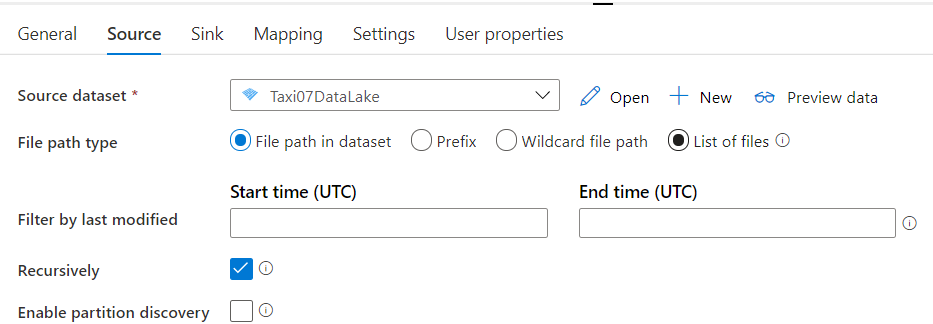 General Source Sink Mapping Settings User properties
Source dataset * Taxi07DataLake Open New Preview data
File path type File path in dataset Prefix Wildcard file path List of files
Start time (UTC) End time (UTC)
Filter by last modified
Recursively
Enable partition discovery